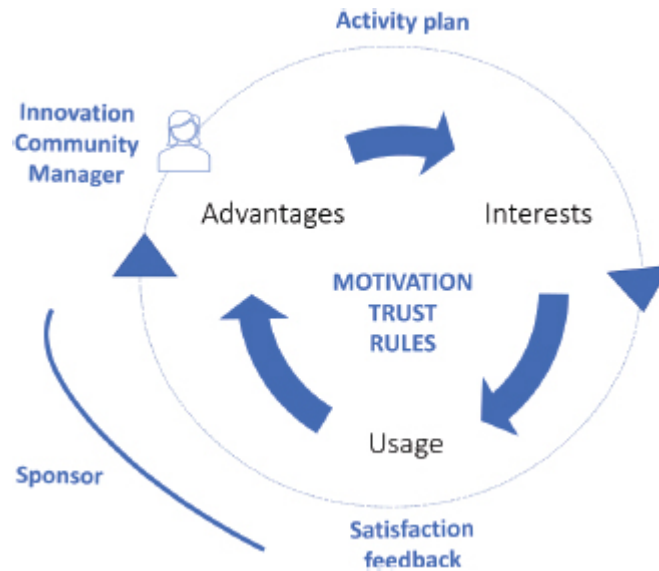 Activity plan
Innovation
Community
Manager
Advantages
Interests
MOTIVATION
TRUST
RULES
Usage
Sponsor
Satisfaction
feedback